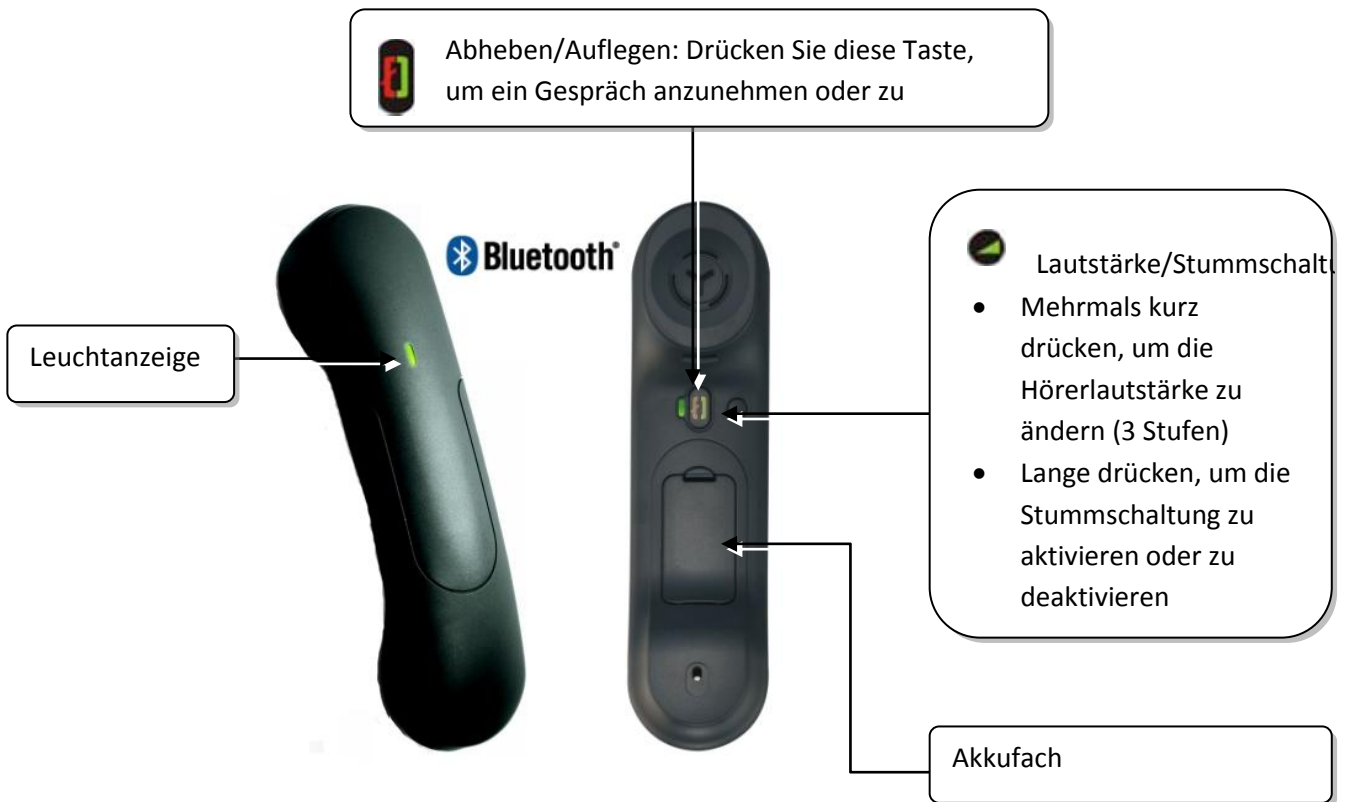 Abheben/Auflegen: Drücken Sie diese Taste,
um ein Gespräch anzunehmen oder zu
Bluetooth®
Leuchtanzeige
Lautstärke/Stummschaltu
• Mehrmals kurz
drücken, um die
Hörerlautstärke zu
ändern (3 Stufen)
• Lange drücken, um die
Stummschaltung zu
aktivieren oder zu
deaktivieren
Akkufach